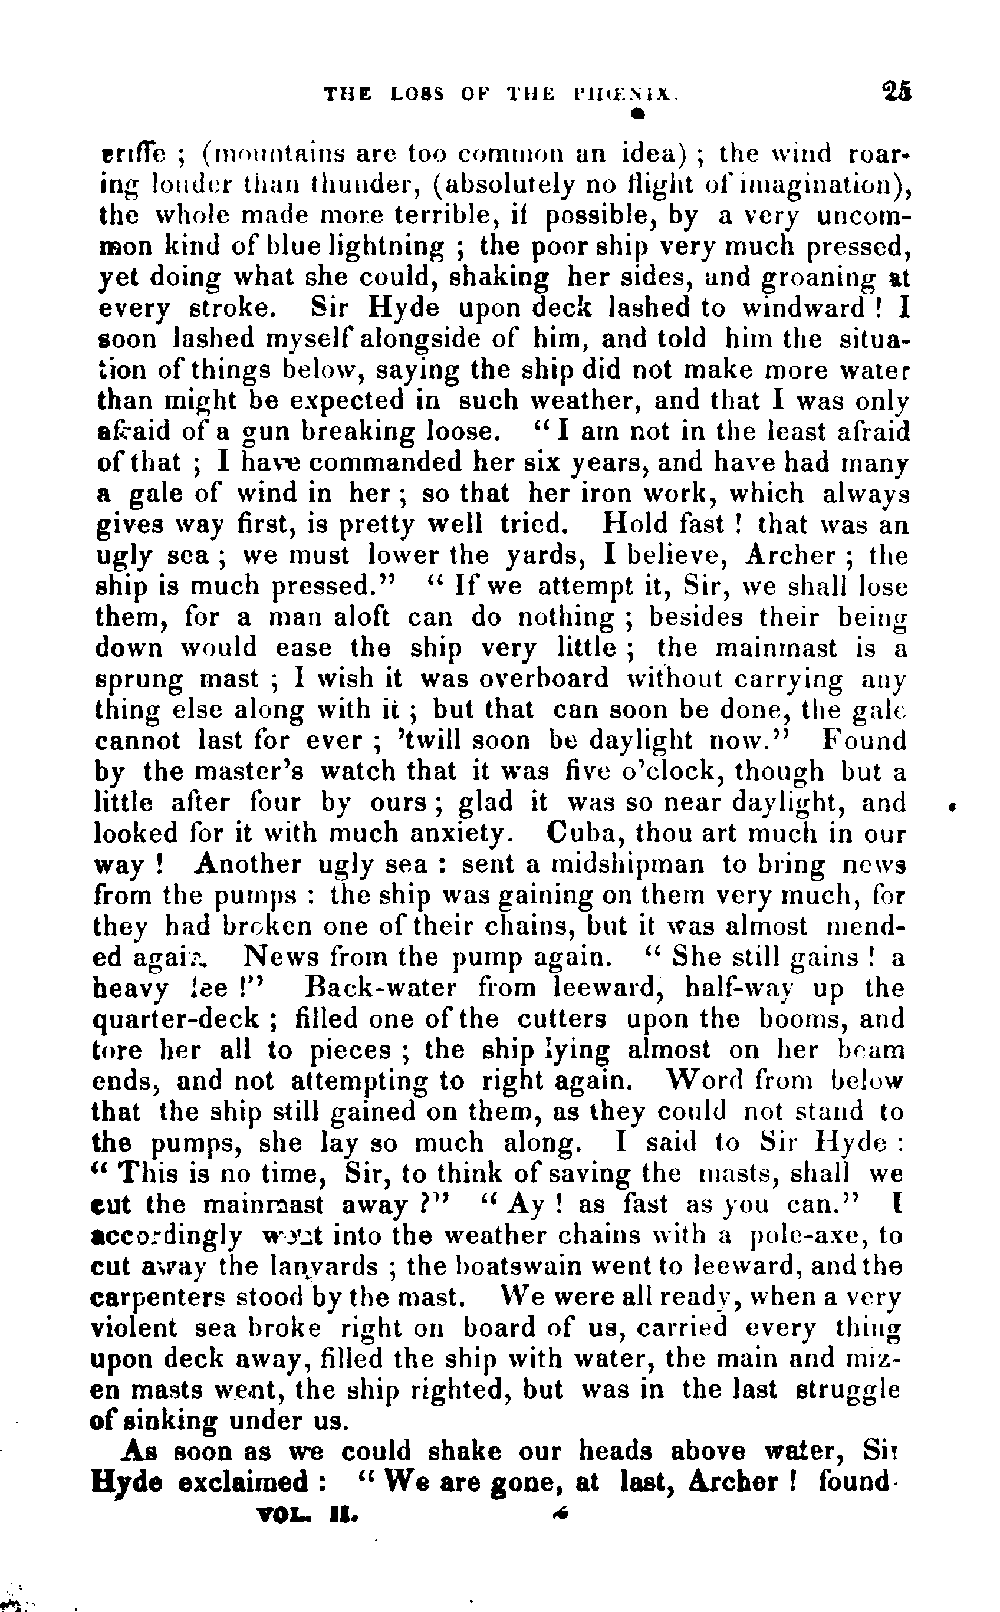 THE LOSS OF THE PHŒNIX. 25
eriffe ; (mountains are too common an idea) ; the wind roar-
ing louder than thunder, (absolutely no flight of imagination),
the whole made more terrible, if possible, by a very uncom-
mon kind of blue lightning ; the poor ship very much pressed,
yet doing what she could, shaking her sides, and groaning at
every stroke. Sir Hyde upon deck lashed to windward ! I
soon lashed myself alongside of him, and told him the situa-
tion of things below, saying the ship did not make more water
than might be expected in such weather, and that I was only
afraid of a gun breaking loose. “ I am not in the least afraid
of that ; I have commanded her six years, and have had many
a gale of wind in her ; so that her iron work, which always
gives way first, is pretty well tried. Hold fast ! that was an
ugly sea ; we must lower the yards, I believe, Archer ; the
ship is much pressed.” “ If we attempt it, Sir, we shall lose
them, for a man aloft can do nothing ; besides their being
down would ease the ship very little ; the mainmast is a
sprung mast ; I wish it was overboard without carrying any
thing else along with it ; but that can soon be done, the gale
cannot last for ever ; ’twill soon be daylight now.” Found
by the master’s watch that it was five o’clock, though but a
little after four by ours ; glad it was so near daylight, and
looked for it with much anxiety. Cuba, thou art much in our
way ! Another ugly sea : sent a midshipman to bring news
from the pumps : the ship was gaining on them very much, for
they had broken one of their chains, but it was almost mend-
ed again. News from the pump again. “ She still gains ! a
heavy lee !” Back-water from leeward, half-way up the
quarter-deck ; filled one of the cutters upon the booms, and
tore her all to pieces ; the ship lying almost on her beam
ends, and not attempting to right again. Word from below
that the ship still gained on them, as they could not stand to
the pumps, she lay so much along. I said to Sir Hyde :
“ This is no time, Sir, to think of saving the masts, shall we
cut the mainmast away ?” “ Ay ! as fast as you can.” I
accordingly went into the weather chains with a pole-axe, to
cut away the lanyards ; the boatswain went to leeward, and the
carpenters stood by the mast. We were all ready, when a very
violent sea broke right on board of us, carried every thing
upon deck away, filled the ship with water, the main and miz-
en masts went, the ship righted, but was in the last struggle
of sinking under us.
As soon as we could shake our heads above water, Sir
Hyde exclaimed : “ We are gone, at last, Archer ! found-
VOL. II.